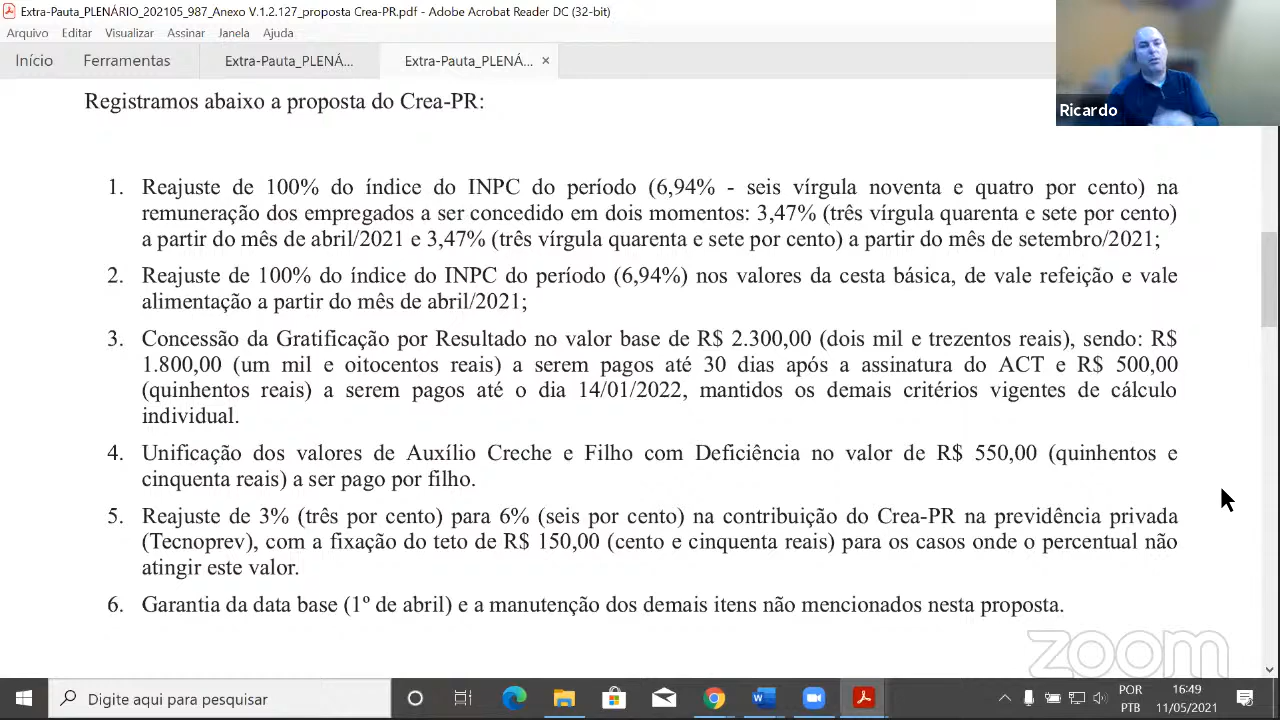 Extra-Pauta_PLENÁRIO_202105_987_Anexo V.1.2.127_proposta Crea-PR.pdf - Adobe Acrobat Reader DC (32-bit)
Arquivo Editar Visualizar Assinar Janela Ajuda
Início Ferramentas Extra-Pauta_PLENÁ... Extra-Pauta_PLENÁ... ×
Ricardo
Registramos abaixo a proposta do Crea-PR:
1. Reajuste de 100% do índice do INPC do período (6,94% - seis vírgula noventa e quatro por cento) na
remuneração dos empregados a ser concedido em dois momentos: 3,47% (três vírgula quarenta e sete por cento)
a partir do mês de abril/2021 e 3,47% (três vírgula quarenta e sete por cento) a partir do mês de setembro/2021;
2. Reajuste de 100% do índice do INPC do período (6,94%) nos valores da cesta básica, de vale refeição e vale
alimentação a partir do mês de abril/2021;
3. Concessão da Gratificação por Resultado no valor base de R$ 2.300,00 (dois mil e trezentos reais), sendo: R$
1.800,00 (um mil e oitocentos reais) a serem pagos até 30 dias após a assinatura do ACT e R$ 500,00
(quinhentos reais) a serem pagos até o dia 14/01/2022, mantidos os demais critérios vigentes de cálculo
individual.
4. Unificação dos valores de Auxílio Creche e Filho com Deficiência no valor de R$ 550,00 (quinhentos e
cinquenta reais) a ser pago por filho.
5. Reajuste de 3% (três por cento) para 6% (seis por cento) na contribuição do Crea-PR na previdência privada
(Tecnoprev), com a fixação do teto de R$ 150,00 (cento e cinquenta reais) para os casos onde o percentual não
atingir este valor.
6. Garantia da data base (1º de abril) e a manutenção dos demais itens não mencionados nesta proposta.
zoom
Digite aqui para pesquisar
POR
PTB
16:49
11/05/2021